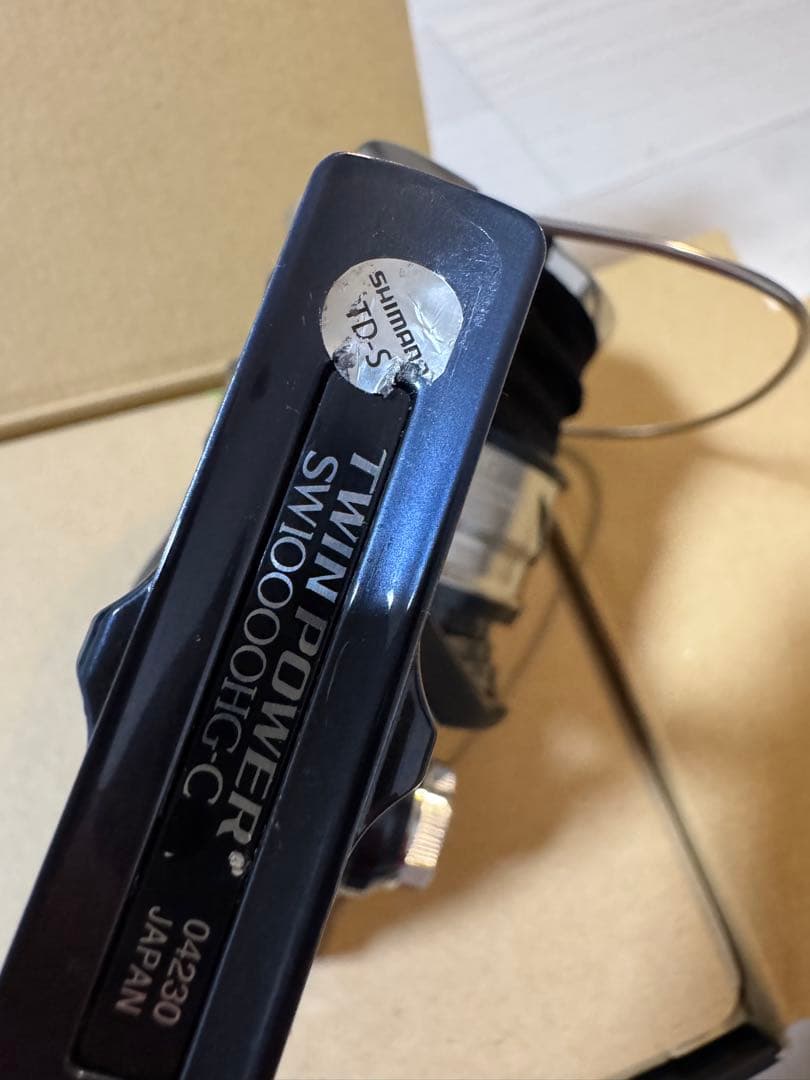 SHIMANO
TD-S
TWIN POWER
SW10000HG-C
04230
JAPAN